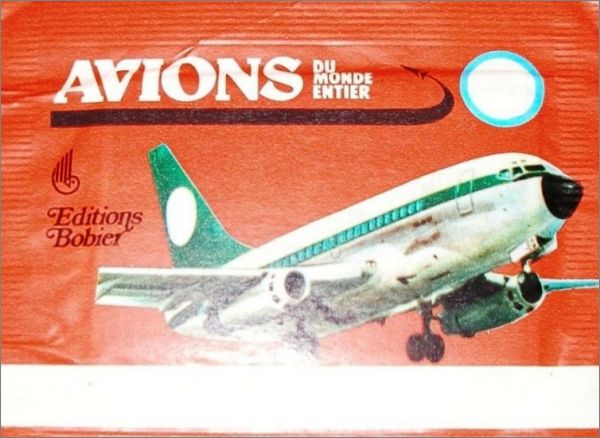 AVIONS
DU
MONDE
ENTIER
Editions
Bobier